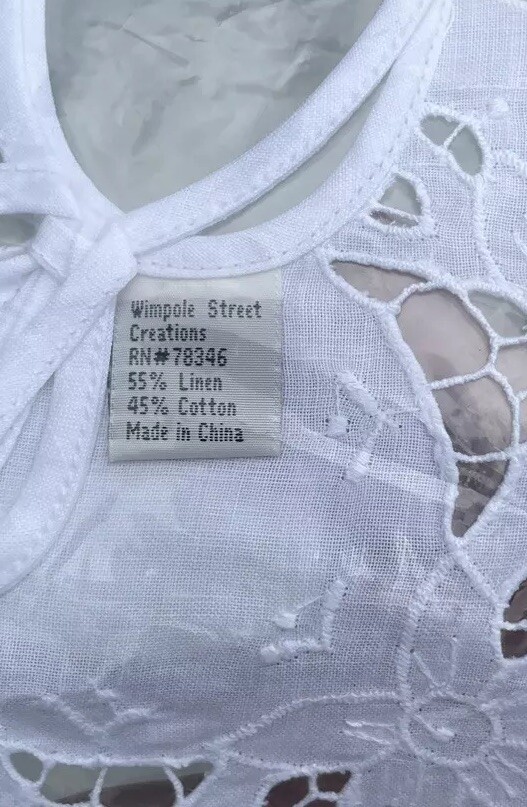 Wimpole Street
Creations
RN#78346
55% Linen
45% Cotton
Made in China